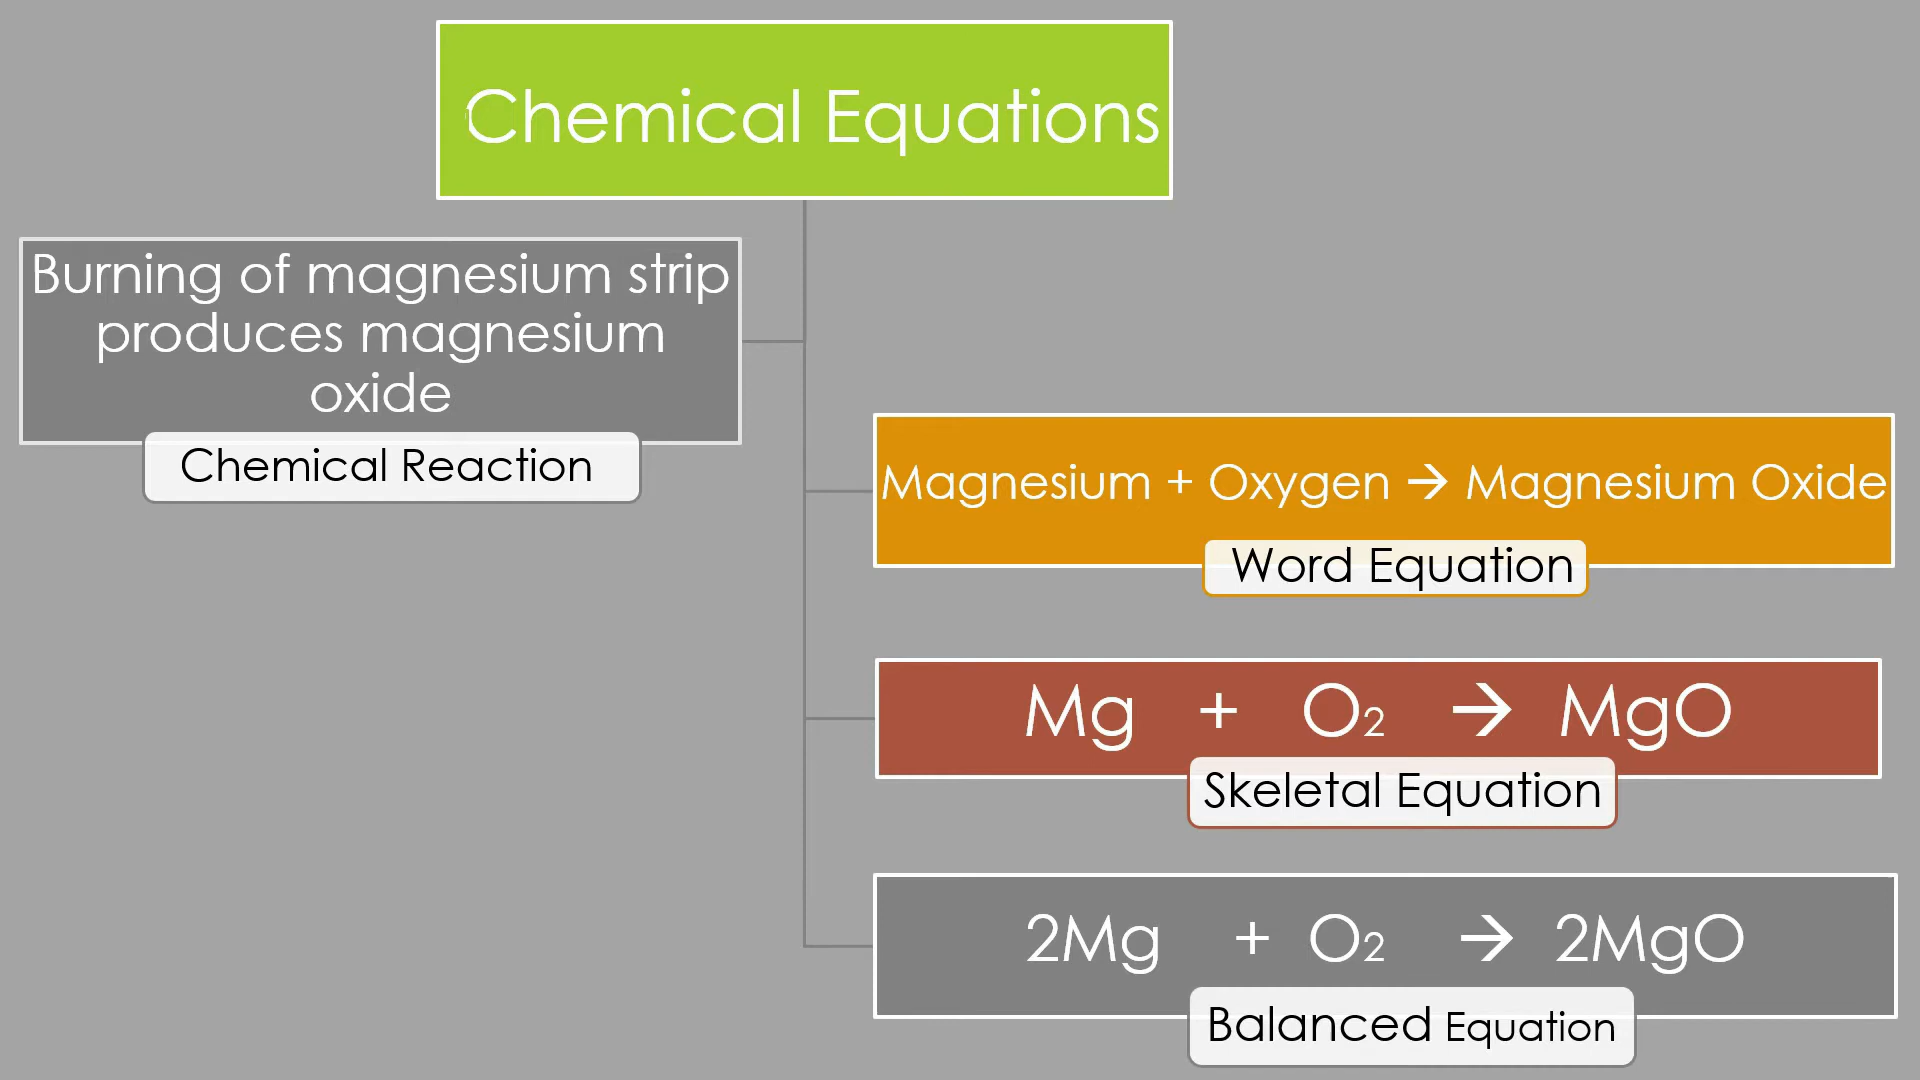 Chemical Equations
Burning of magnesium strip
produces magnesium
oxide
Chemical Reaction
Magnesium + Oxygen → Magnesium Oxide
Word Equation
Mg + O₂ → MgO
Skeletal Equation
2Mg + O₂ → 2MgO
Balanced Equation